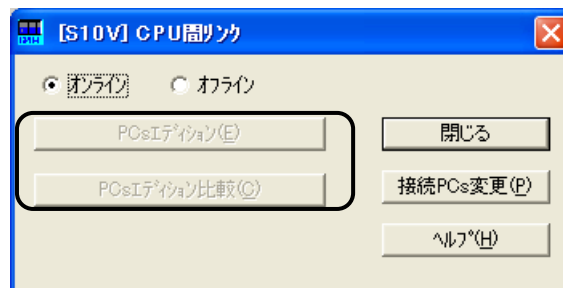 [S10V] CPU間リンク
オンライン オフライン
PCsエディション(E) 閉じる
PCsエディション比較(C) 接続PCs変更(P)
ヘルプ(H)